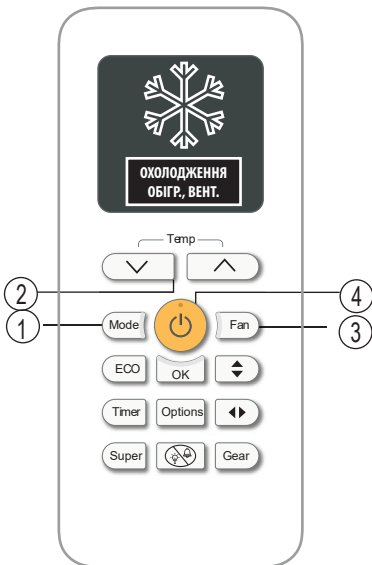 ОХОЛОДЖЕННЯ
ОБІГР., ВЕНТ.
Temp
2
4
1
Mode
Fan
3
ECO
OK
Timer
Options
Super
Gear